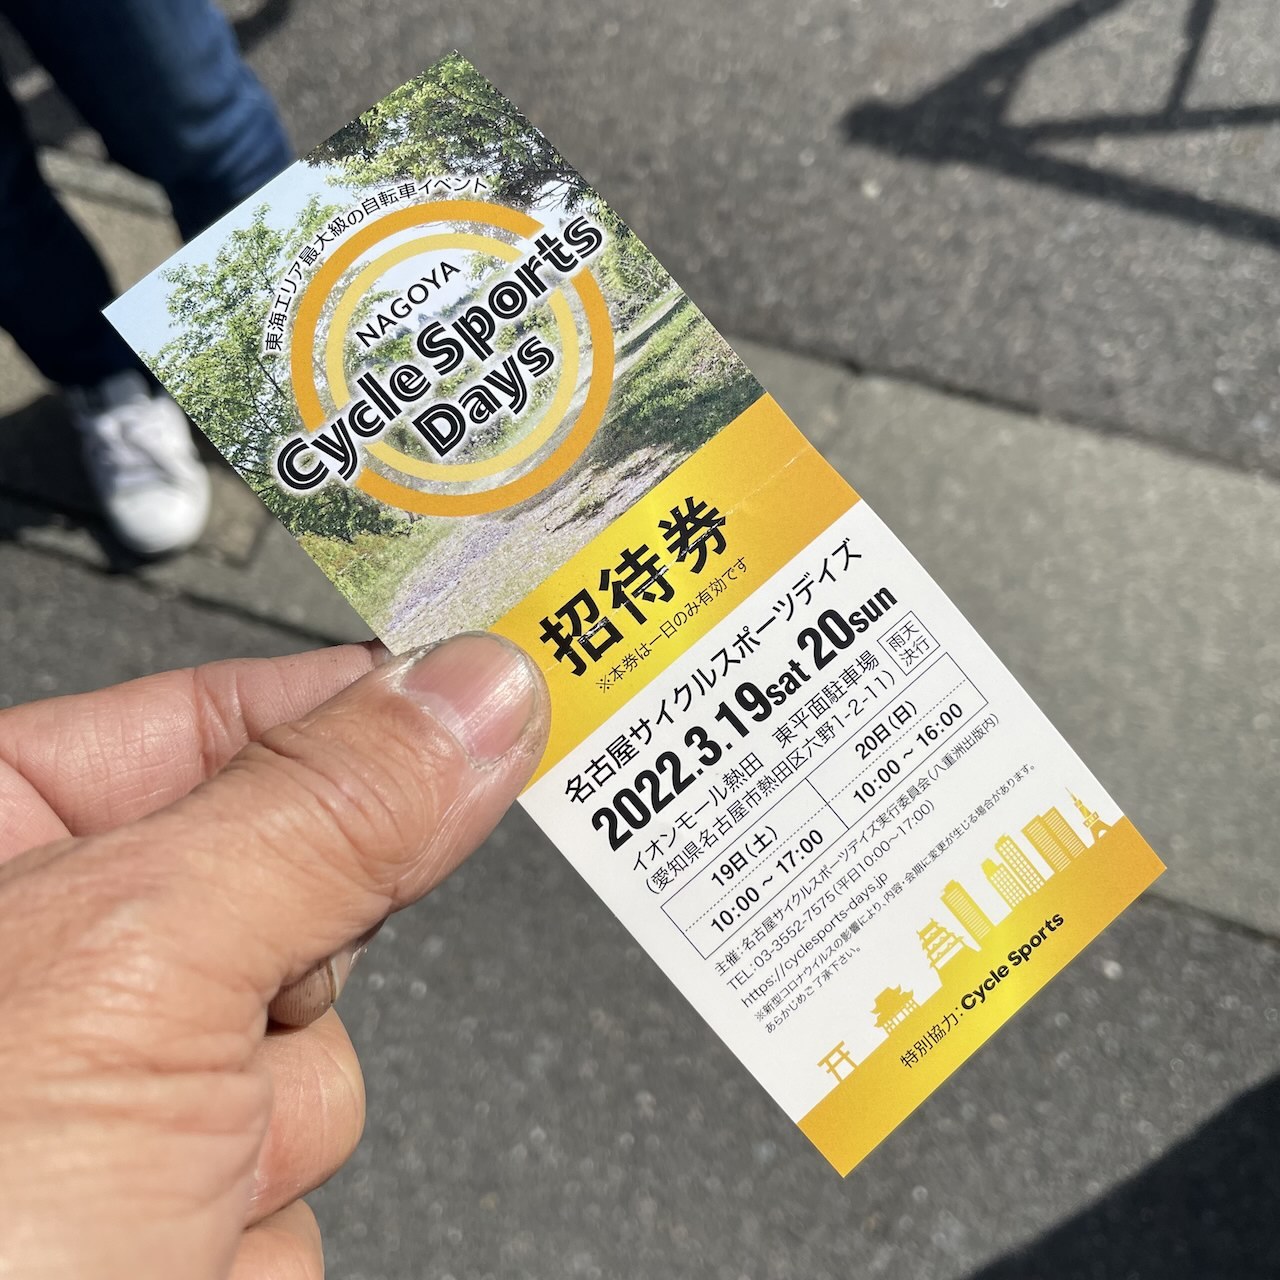 東海エリア最大級の自転車イベント
NAGOYA
Cycle Sports
Days
招待券
※本券は一日のみ有効です
名古屋サイクルスポーツデイズ
2022.3.19sat 20sun
イオンモール熱田 東平面駐車場
(愛知県名古屋市熱田区六野1-2-11)
雨天
決行
19日(土)
20日(日)
10:00 ~ 17:00
10:00 ~ 16:00
主催:名古屋サイクルスポーツデイズ実行委員会(八重洲出版内)
TEL:03-3552-7575(平日10:00~17:00)
https://cyclesports-days.jp
※新型コロナウイルスの影響により、内容・会期に変更が生じる場合があります。
あらかじめご了承下さい。
特別協力:Cycle Sports